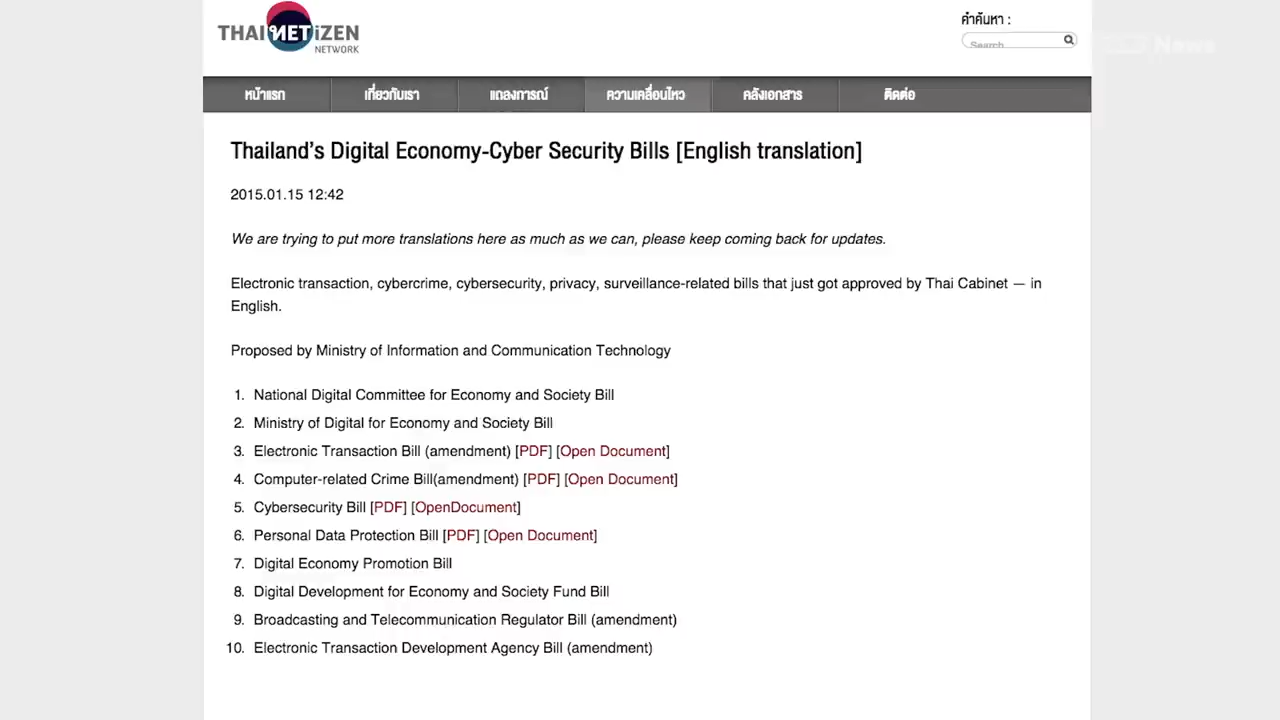 THAI NETIZEN
NETWORK
คำค้นหา :
Search
News
หน้าแรก
เกี่ยวกับเรา
แถลงการณ์
ความเคลื่อนไหว
คลังเอกสาร
ติดต่อ
Thailand’s Digital Economy-Cyber Security Bills [English translation]
2015.01.15 12:42
We are trying to put more translations here as much as we can, please keep coming back for updates.
Electronic transaction, cybercrime, cybersecurity, privacy, surveillance-related bills that just got approved by Thai Cabinet — in
English.
Proposed by Ministry of Information and Communication Technology
1. National Digital Committee for Economy and Society Bill
2. Ministry of Digital for Economy and Society Bill
3. Electronic Transaction Bill (amendment) [PDF] [Open Document]
4. Computer-related Crime Bill(amendment) [PDF] [Open Document]
5. Cybersecurity Bill [PDF] [OpenDocument]
6. Personal Data Protection Bill [PDF] [Open Document]
7. Digital Economy Promotion Bill
8. Digital Development for Economy and Society Fund Bill
9. Broadcasting and Telecommunication Regulator Bill (amendment)
10. Electronic Transaction Development Agency Bill (amendment)